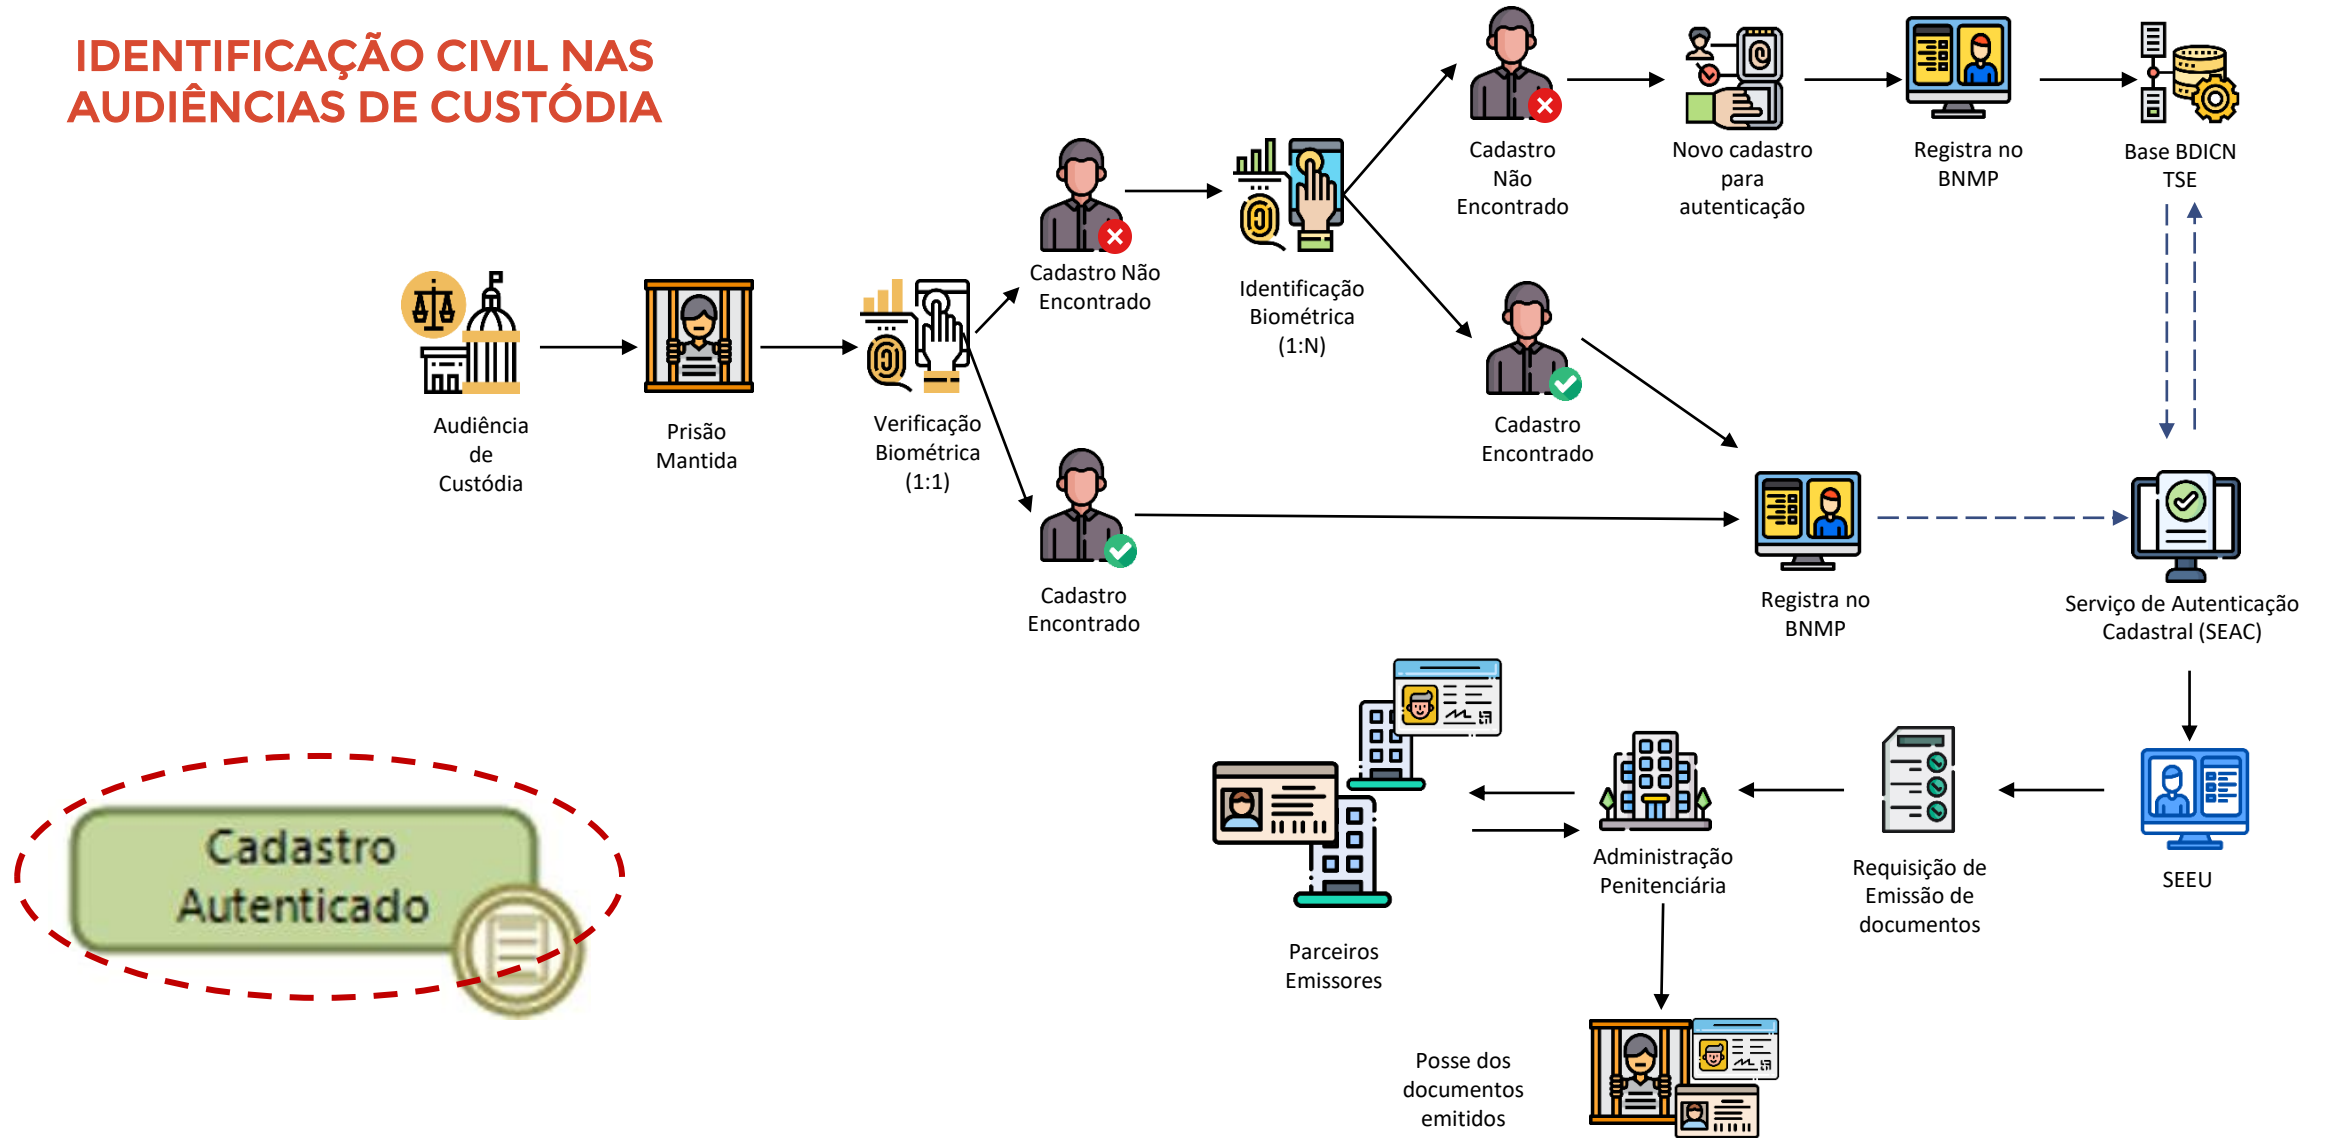 IDENTIFICAÇÃO CIVIL NAS
AUDIÊNCIAS DE CUSTÓDIA
Cadastro
Não
Encontrado
Novo cadastro
para
autenticação
Registra no
BNMP
Base BDICN
TSE
Cadastro Não
Encontrado
Identificação
Biométrica
(1:N)
Audiência
de
Custódia
Prisão
Mantida
Verificação
Biométrica
(1:1)
Cadastro
Encontrado
Cadastro
Encontrado
Registra no
BNMP
Serviço de Autenticação
Cadastral (SEAC)
SEEU
Requisição de
Emissão de
documentos
Administração
Penitenciária
Parceiros
Emissores
Posse dos
documentos
emitidos
Cadastro
Autenticado